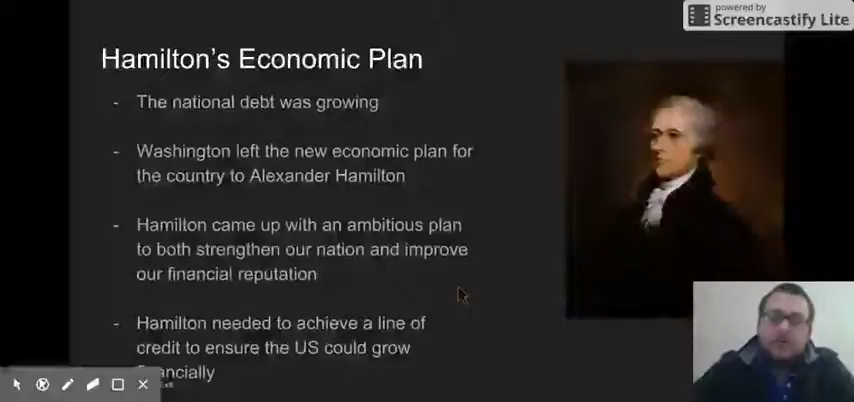 powered by
Screencastify Lite
Hamilton's Economic Plan
- The national debt was growing
- Washington left the new economic plan for
the country to Alexander Hamilton
- Hamilton came up with an ambitious plan
to both strengthen our nation and improve
our financial reputation
- Hamilton needed to achieve a line of
credit to ensure the US could grow
financially